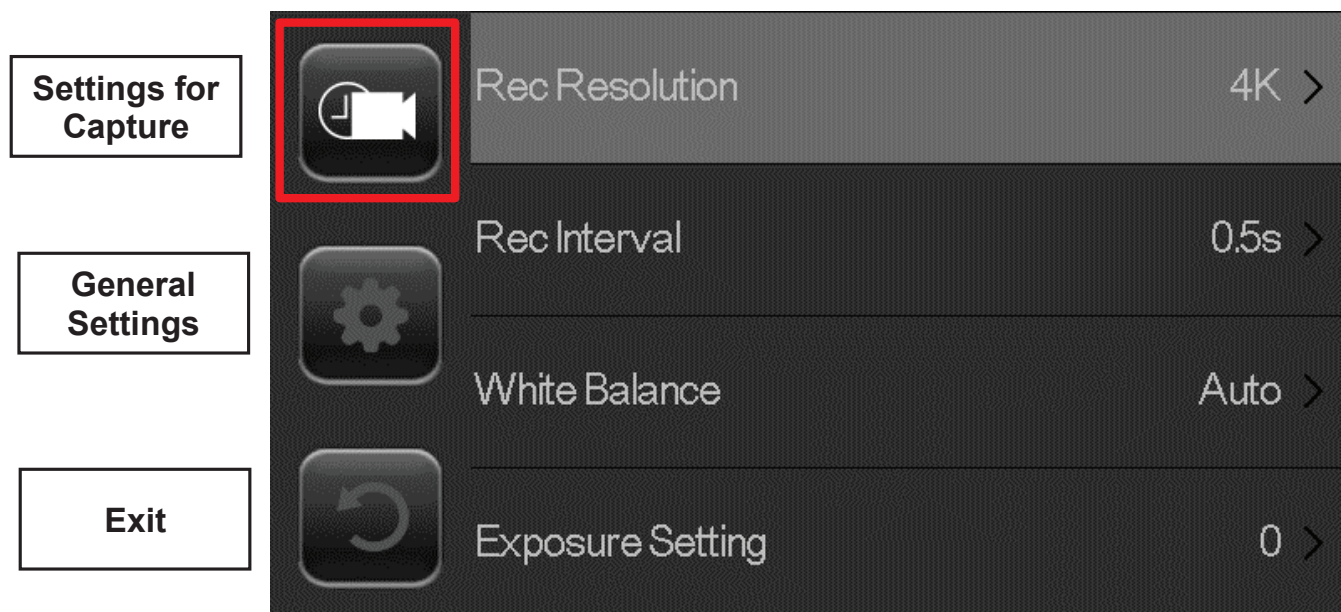 Settings for
Capture
Rec Resolution 4K >
Rec Interval 0.5s >
General
Settings
White Balance Auto >
Exit
Exposure Setting 0 >